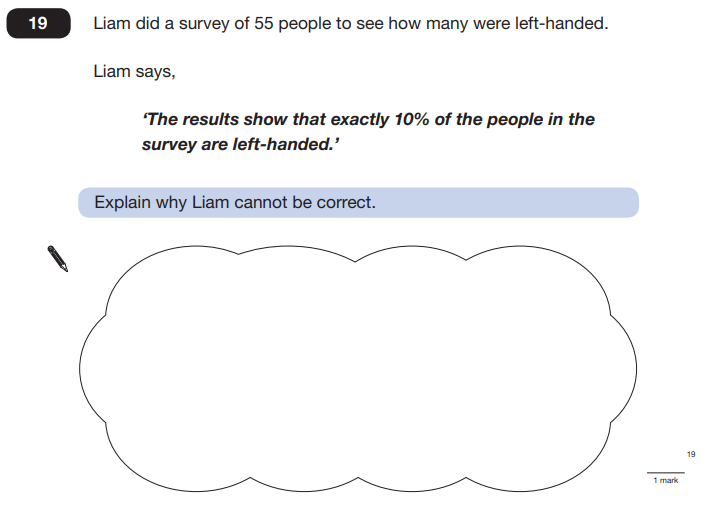 19 Liam did a survey of 55 people to see how many were left-handed.
Liam says,
‘The results show that exactly 10% of the people in the
survey are left-handed.’
Explain why Liam cannot be correct.
19
1 mark